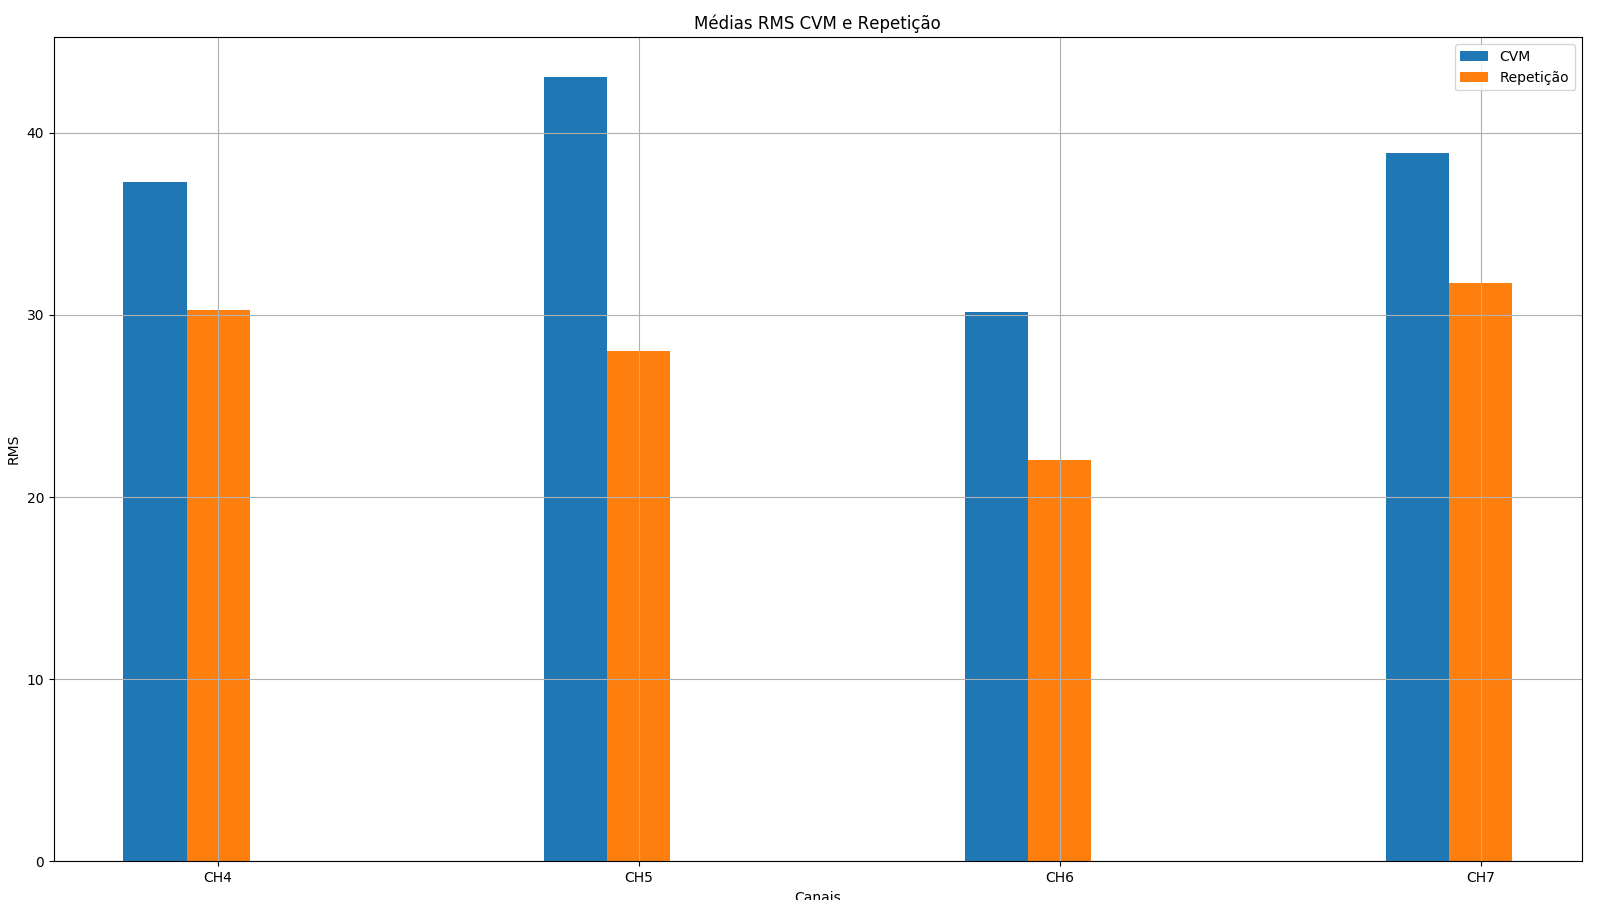 Médias RMS CVM e Repetição
CVM
Repetição
RMS
40
30
20
10
0
CH4
CH5
CH6
CH7
Canais